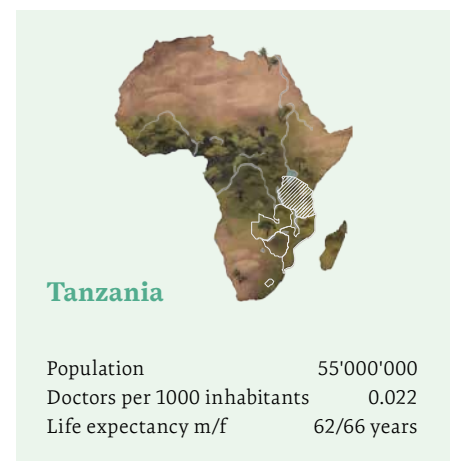 Tanzania
Population 55'000'000
Doctors per 1000 inhabitants 0.022
Life expectancy m/f 62/66 years